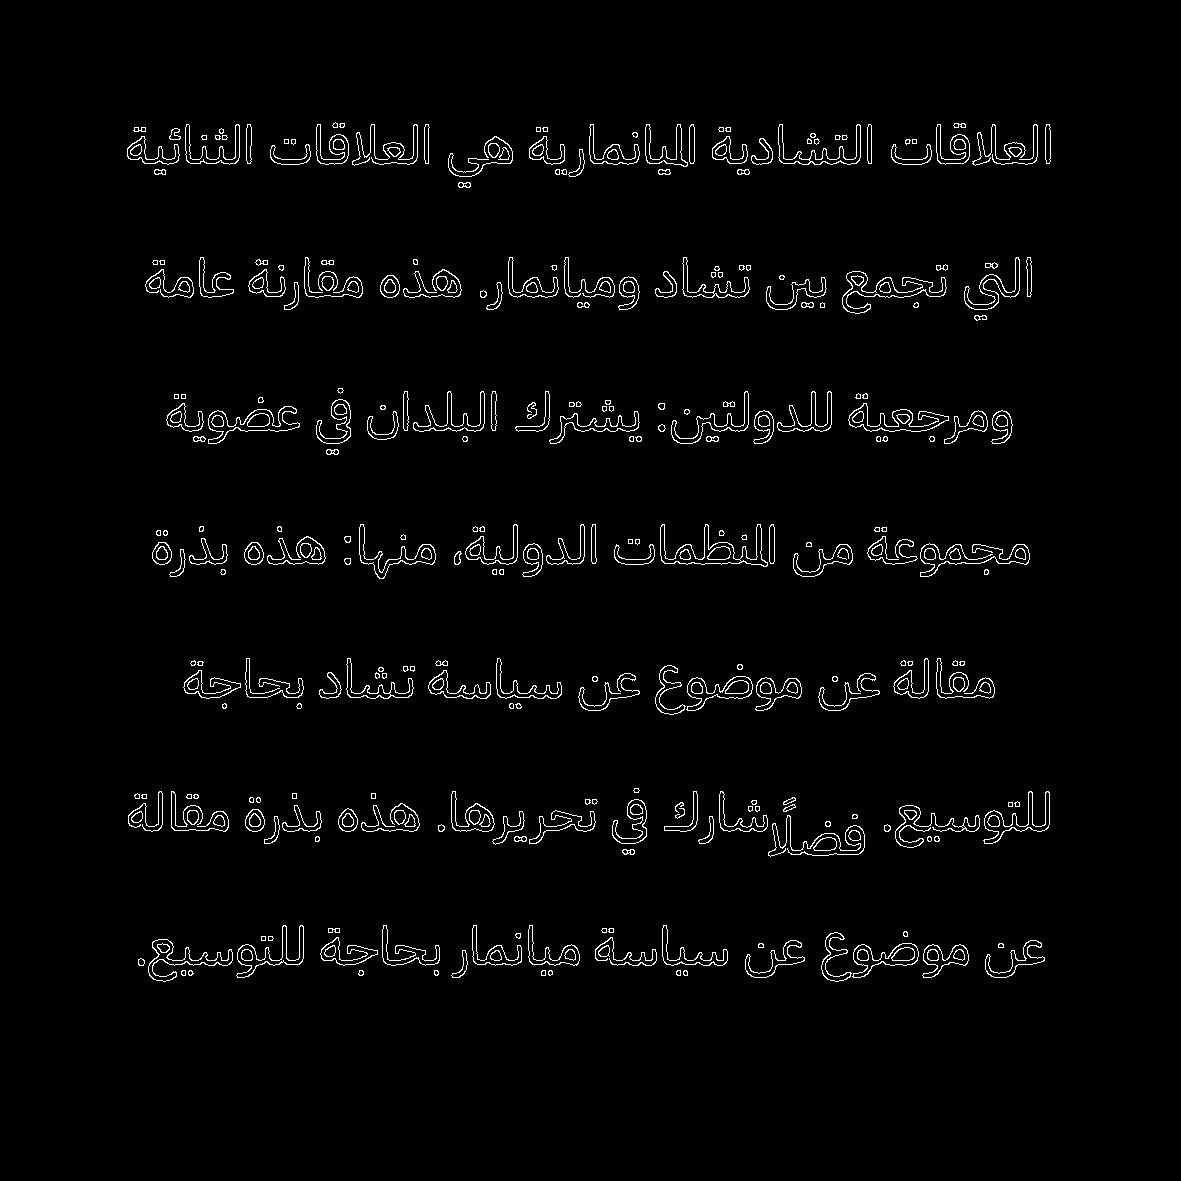 العلاقات التشادية الميانمارية هي العلاقات الثنائية
التي تجمع بين تشاد وميانمار. هذه مقارنة عامة
ومرجعية للدولتين: يشترك البلدان في عضوية
مجموعة من المنظمات الدولية، منها: هذه بذرة
مقالة عن موضوع عن سياسة تشاد بحاجة
للتوسيع. فضلًا شارك في تحريرها. هذه بذرة مقالة
عن موضوع عن سياسة ميانمار بحاجة للتوسيع.